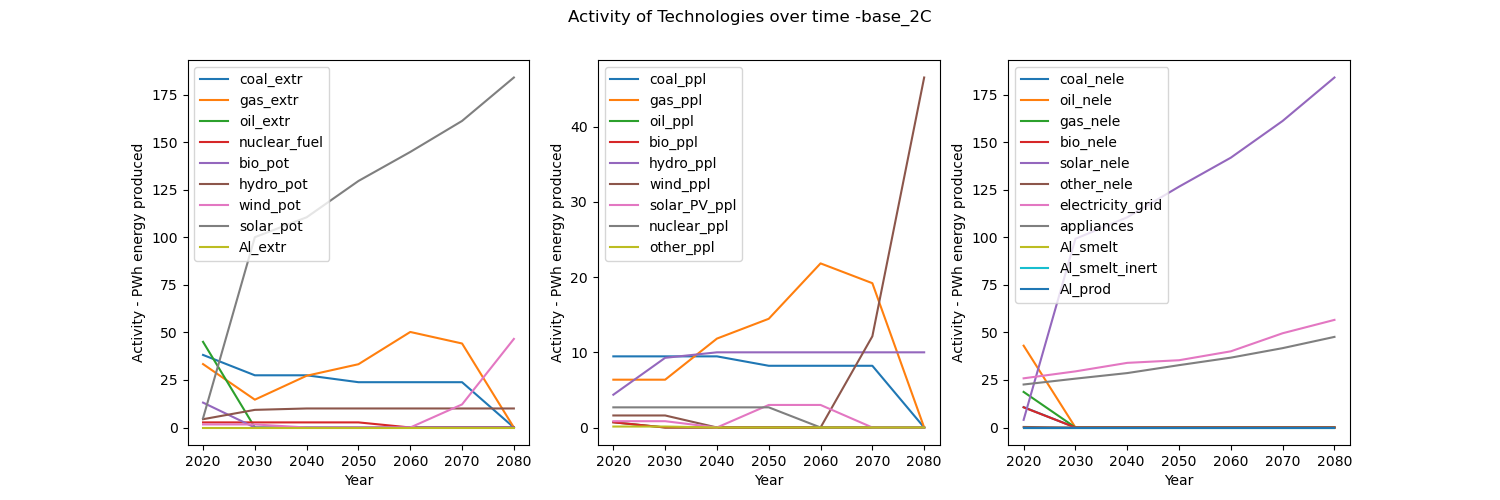 Activity of Technologies over time -base_2C
Activity - PWh energy produced
175
150
125
100
75
50
25
0
coal_extr
gas_extr
oil_extr
nuclear_fuel
bio_pot
hydro_pot
wind_pot
solar_pot
Al_extr
2020 2030 2040 2050 2060 2070 2080
Year
Activity - PWh energy produced
40
30
20
10
0
coal_ppl
gas_ppl
oil_ppl
bio_ppl
hydro_ppl
wind_ppl
solar_PV_ppl
nuclear_ppl
other_ppl
2020 2030 2040 2050 2060 2070 2080
Year
Activity - PWh energy produced
175
150
125
100
75
50
25
0
coal_nele
oil_nele
gas_nele
bio_nele
solar_nele
other_nele
electricity_grid
appliances
Al_smelt
Al_smelt_inert
Al_prod
2020 2030 2040 2050 2060 2070 2080
Year